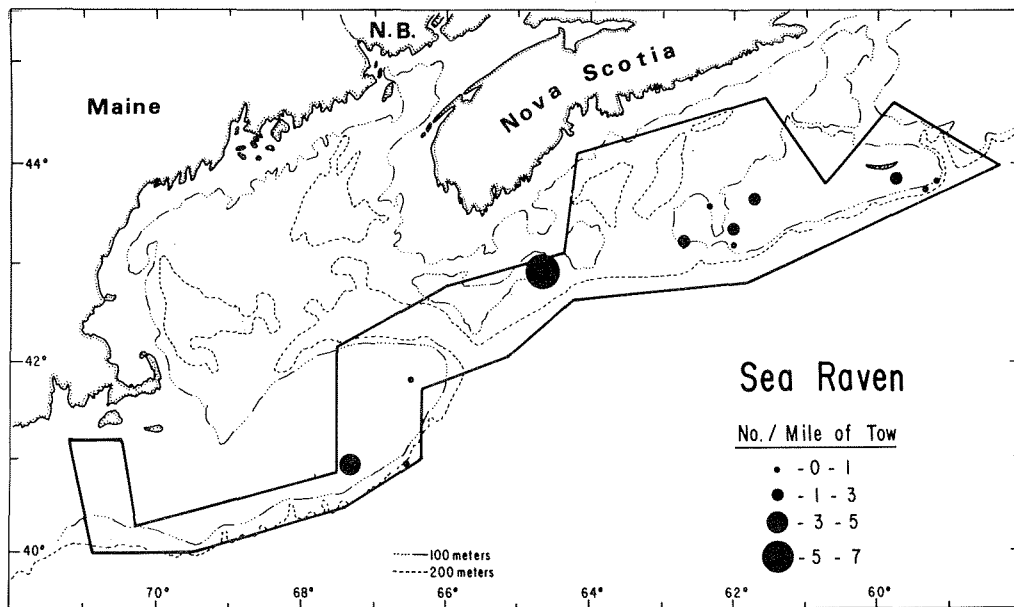 N.B.
Maine
Nova Scotia
44°
42°
40°
Sea Raven
No. / Mile of Tow
- 0 - 1
- 1 - 3
- 3 - 5
- 5 - 7
100 meters
200 meters
70° 68° 66° 64° 62° 60°